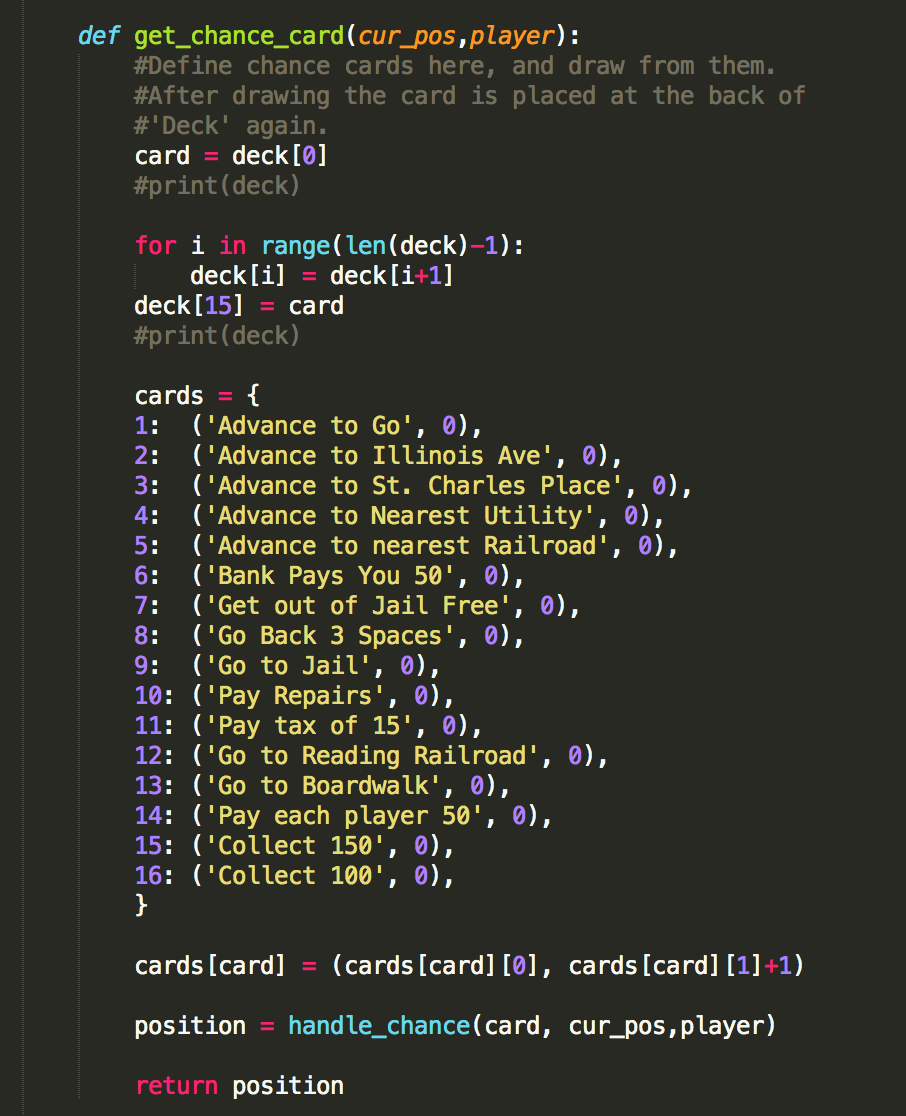 def get_chance_card(cur_pos,player):
#Define chance cards here, and draw from them.
#After drawing the card is placed at the back of
#'Deck' again.
card = deck[0]
#print(deck)
for i in range(len(deck)-1):
deck[i] = deck[i+1]
deck[15] = card
#print(deck)
cards = {
1:  ('Advance to Go', 0),
2:  ('Advance to Illinois Ave', 0),
3:  ('Advance to St. Charles Place', 0),
4:  ('Advance to Nearest Utility', 0),
5:  ('Advance to nearest Railroad', 0),
6:  ('Bank Pays You 50', 0),
7:  ('Get out of Jail Free', 0),
8:  ('Go Back 3 Spaces', 0),
9:  ('Go to Jail', 0),
10: ('Pay Repairs', 0),
11: ('Pay tax of 15', 0),
12: ('Go to Reading Railroad', 0),
13: ('Go to Boardwalk', 0),
14: ('Pay each player 50', 0),
15: ('Collect 150', 0),
16: ('Collect 100', 0),
}
cards[card] = (cards[card][0], cards[card][1]+1)
position = handle_chance(card, cur_pos,player)
return position